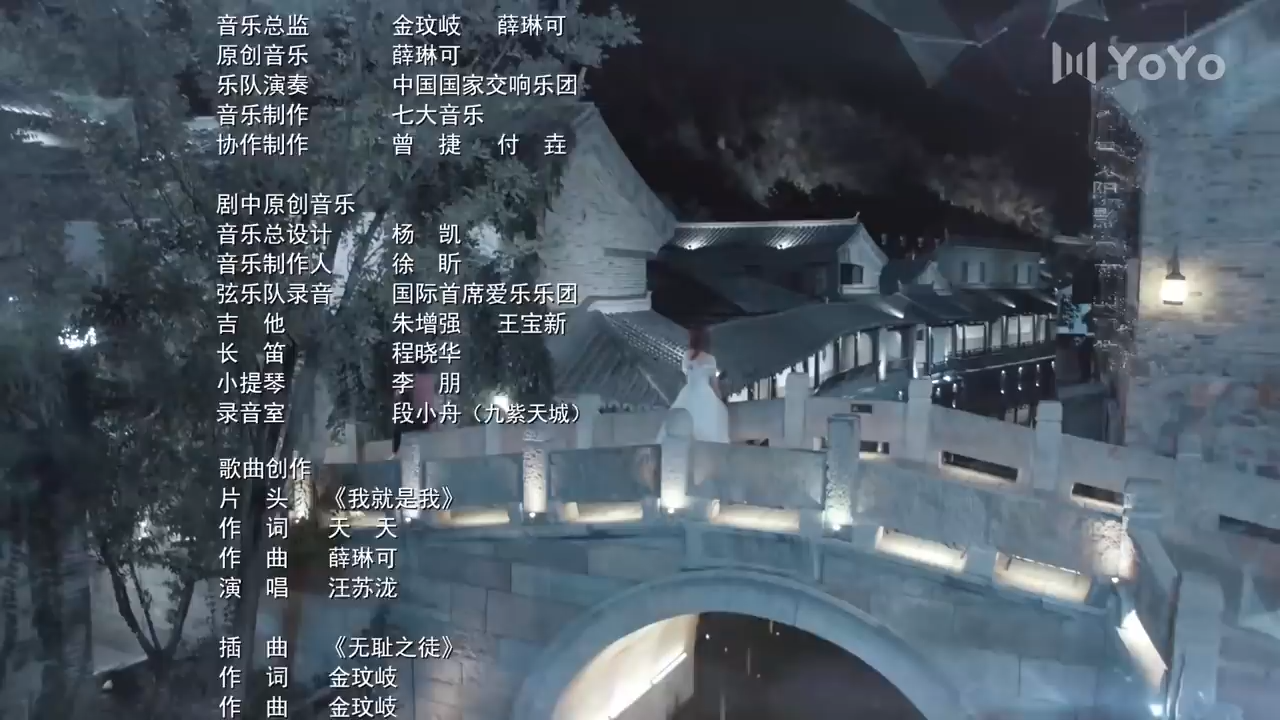 音乐总监 金玟岐 薛琳可
YOYO
原创音乐 薛琳可
乐队演奏 中国国家交响乐团
音乐制作 七大音乐
协作制作 曾 捷 付 垚
剧中原创音乐
音乐总设计 杨 凯
音乐制作人 徐 昕
弦乐队录音 国际首席爱乐乐团
吉 他 朱增强 王宝新
长 笛 程晓华
小提琴 李 朋
录音室 段小舟（九紫天城）
歌曲创作
片 头 《我就是我》
作 词 天 天
作 曲 薛琳可
演 唱 汪苏泷
插 曲 《无耻之徒》
作 词 金玟岐
作 曲 金玟岐